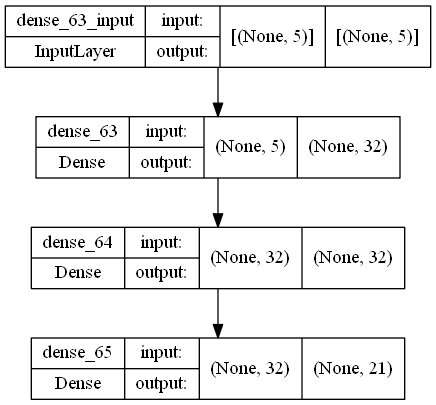 dense_63_input input: [(None, 5)] [(None, 5)]
InputLayer output:
dense_63 input: (None, 5) (None, 32)
Dense output:
dense_64 input: (None, 32) (None, 32)
Dense output:
dense_65 input: (None, 32) (None, 21)
Dense output: